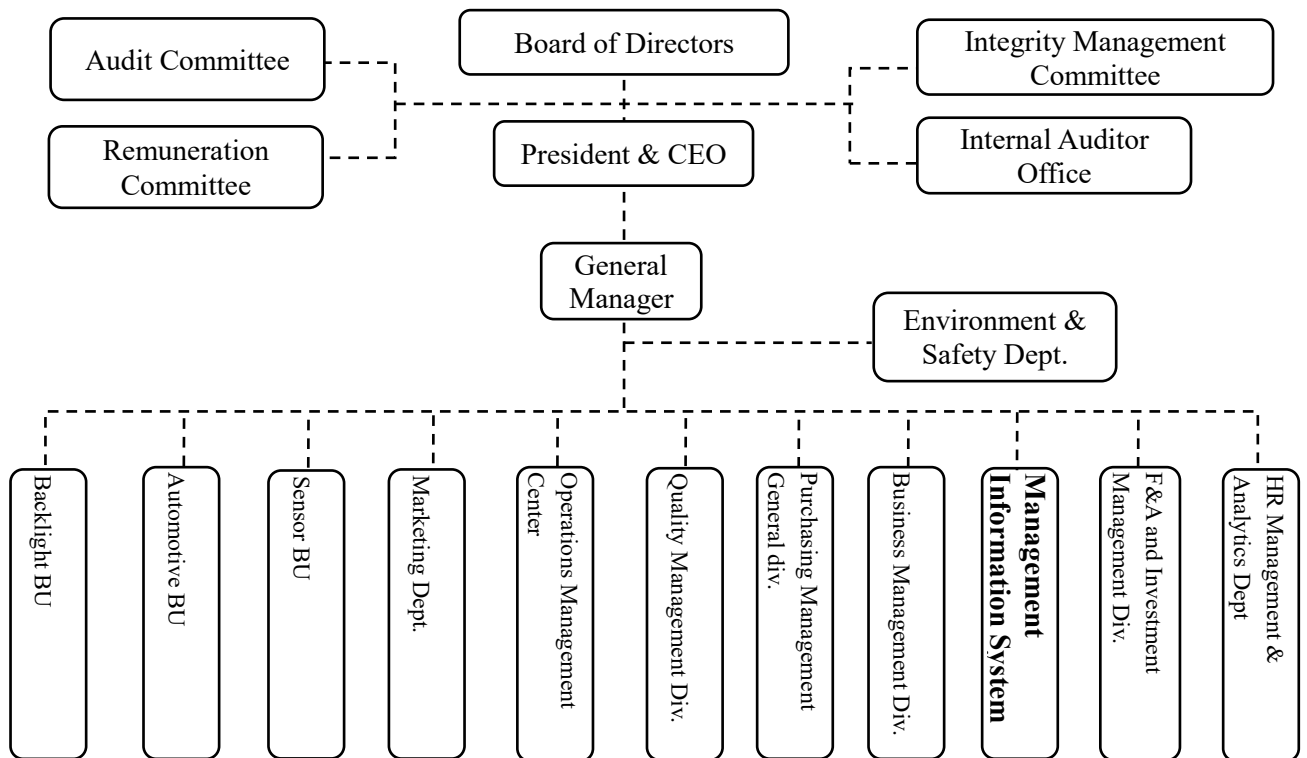 Board of Directors
Audit Committee
Integrity Management
Committee
Remuneration
Committee
President & CEO
Internal Auditor
Office
General
Manager
Environment &
Safety Dept.
Backlight BU
Automotive BU
Sensor BU
Marketing Dept.
Operations Management
Center
Quality Management Div.
Purchasing Management
General div.
Business Management Div.
Management
Information System
F&A and Investment
Management Div.
HR Management &
Analytics Dept